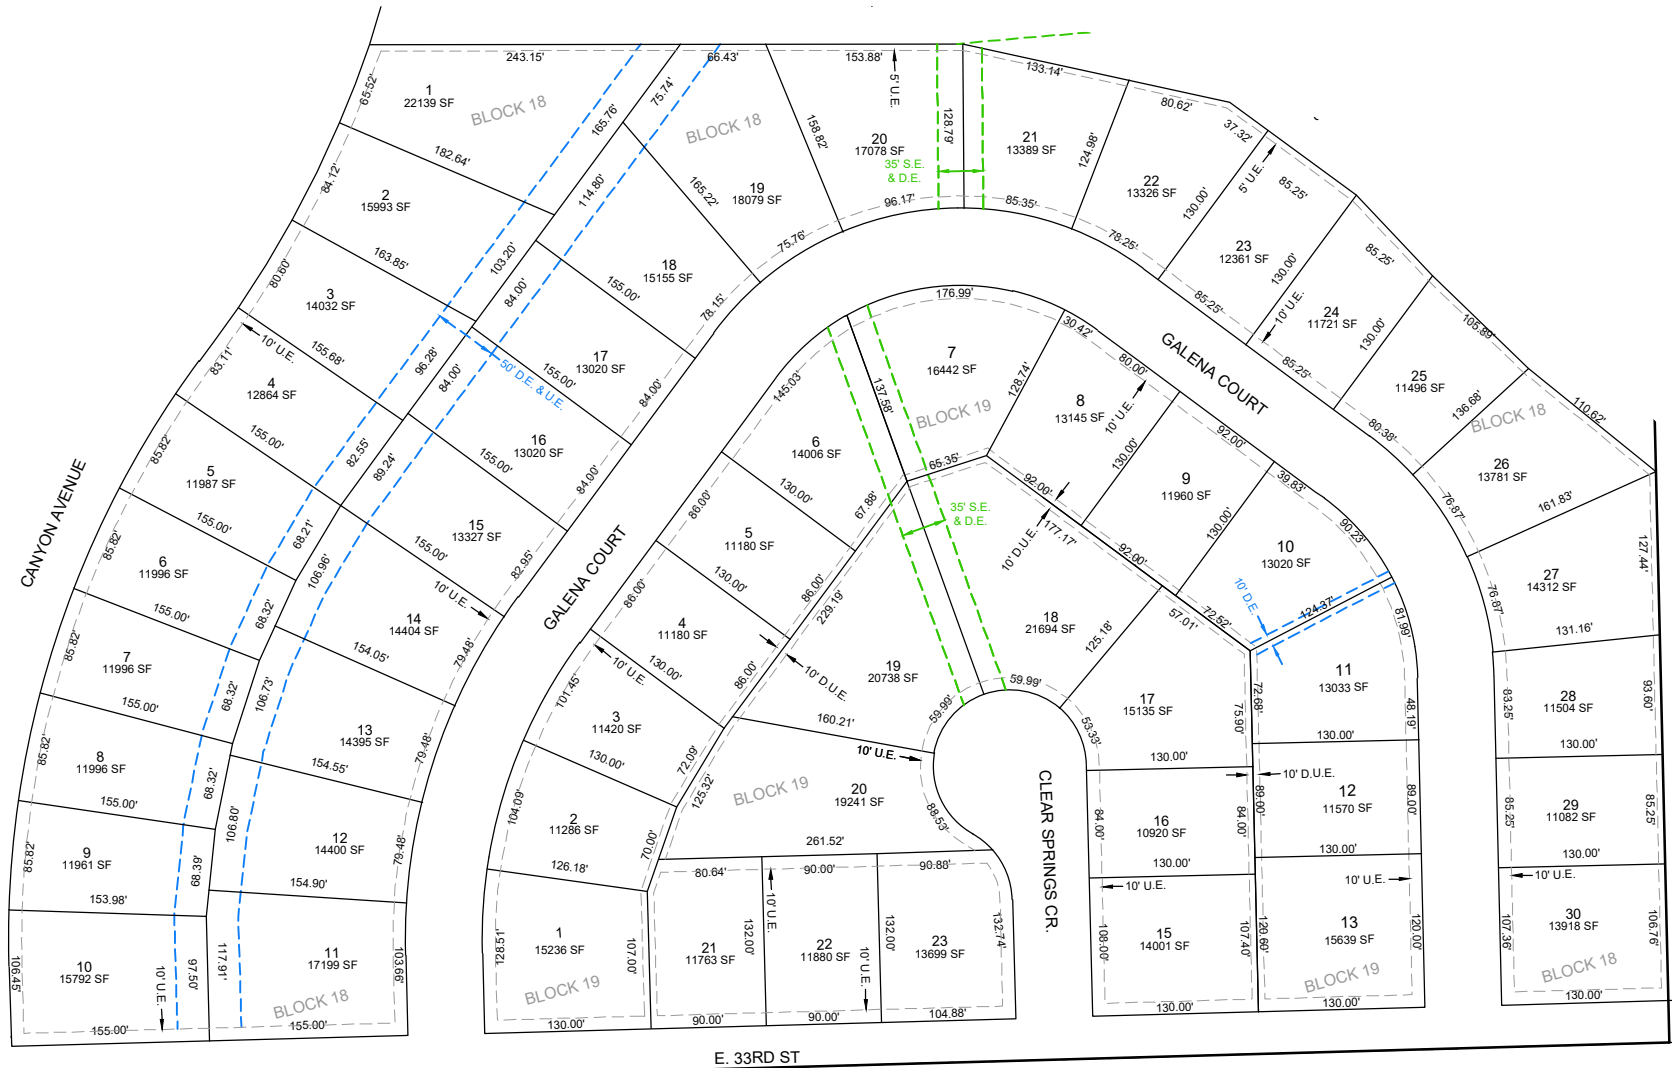 243.15'
66.43'
153.88'
133.14'
80.62'
37.32'
65.52'
1
22139 SF
BLOCK 18
165.76'
75.74'
5' U.E.
128.79'
158.82'
BLOCK 18
20
17078 SF
35' S.E.
& D.E.
21
13389 SF
124.98'
182.64'
84.12'
2
15993 SF
114.80'
165.22'
19
18079 SF
96.17'
85.35'
22
13326 SF
130.00'
5' U.E.
85.25'
78.25'
75.76'
163.85'
103.20'
80.60'
3
14032 SF
84.00'
18
15155 SF
155.00'
78.15'
23
12361 SF
130.00'
85.25'
85.25'
10' U.E.
24
11721 SF
130.00'
105.89'
176.99'
30.42'
GALENA COURT
10' U.E.
155.68'
83.11'
4
12864 SF
96.28'
84.00'
50' D.E. & U.E.
17
13020 SF
155.00'
84.00'
145.03'
137.58'
7
16442 SF
128.74'
BLOCK 19
80.00'
8
13145 SF
10' U.E.
130.00'
92.00'
85.25'
25
11496 SF
136.68'
110.62'
BLOCK 18
80.38'
155.00'
85.82'
5
11987 SF
82.55'
89.24'
16
13020 SF
155.00'
84.00'
6
14006 SF
130.00'
67.88'
65.35'
92.00'
177.17'
10' D.U.E.
9
11960 SF
130.00'
39.83'
26
13781 SF
161.83'
76.87'
CANYON AVENUE
155.00'
85.82'
6
11996 SF
68.21'
106.96'
15
13327 SF
155.00'
10' U.E.
82.95'
86.00'
GALENA COURT
5
11180 SF
130.00'
86.00'
229.19'
35' S.E.
& D.E.
92.00'
90.23'
10
13020 SF
127.44'
27
14312 SF
76.87'
131.16'
155.00'
85.82'
7
11996 SF
68.32'
14
14404 SF
154.05'
79.48'
86.00'
4
11180 SF
130.00'
10' U.E.
86.00'
10' D.U.E.
18
21694 SF
125.18'
57.01'
72.52'
10' D.E.
124.37'
81.99'
155.00'
85.82'
8
11996 SF
68.32'
106.73'
13
14395 SF
154.55'
79.48'
101.45'
3
11420 SF
130.00'
72.09'
125.32'
19
20738 SF
160.21'
59.99'
59.99'
17
15135 SF
53.33'
75.90'
72.68'
11
13033 SF
48.19'
130.00'
130.00'
28
11504 SF
83.25'
93.60'
130.00'
155.00'
85.82'
9
11961 SF
68.32'
106.80'
12
14400 SF
154.90'
79.48'
104.09'
2
11286 SF
126.18'
70.00'
BLOCK 19
10' U.E.
20
19241 SF
88.53'
261.52'
CLEAR SPRINGS CR.
10' D.U.E.
84.00'
16
10920 SF
84.00'
130.00'
89.00'
12
11570 SF
89.00'
130.00'
85.25'
29
11082 SF
85.25'
130.00'
153.98'
68.39'
106.45'
10
15792 SF
10' U.E.
97.50'
155.00'
117.91'
11
17199 SF
BLOCK 18
155.00'
103.66'
128.51'
1
15236 SF
BLOCK 19
107.00'
130.00'
80.64'
90.00'
90.88'
21
11763 SF
132.00'
10' U.E.
22
11880 SF
10' U.E.
132.00'
23
13699 SF
132.74'
90.00'
90.00'
104.88'
10' U.E.
108.00'
15
14001 SF
107.40'
130.00'
120.60'
10' U.E.
13
15639 SF
120.00'
BLOCK 19
130.00'
10' U.E.
107.36'
30
13918 SF
106.76'
BLOCK 18
130.00'
E. 33RD ST